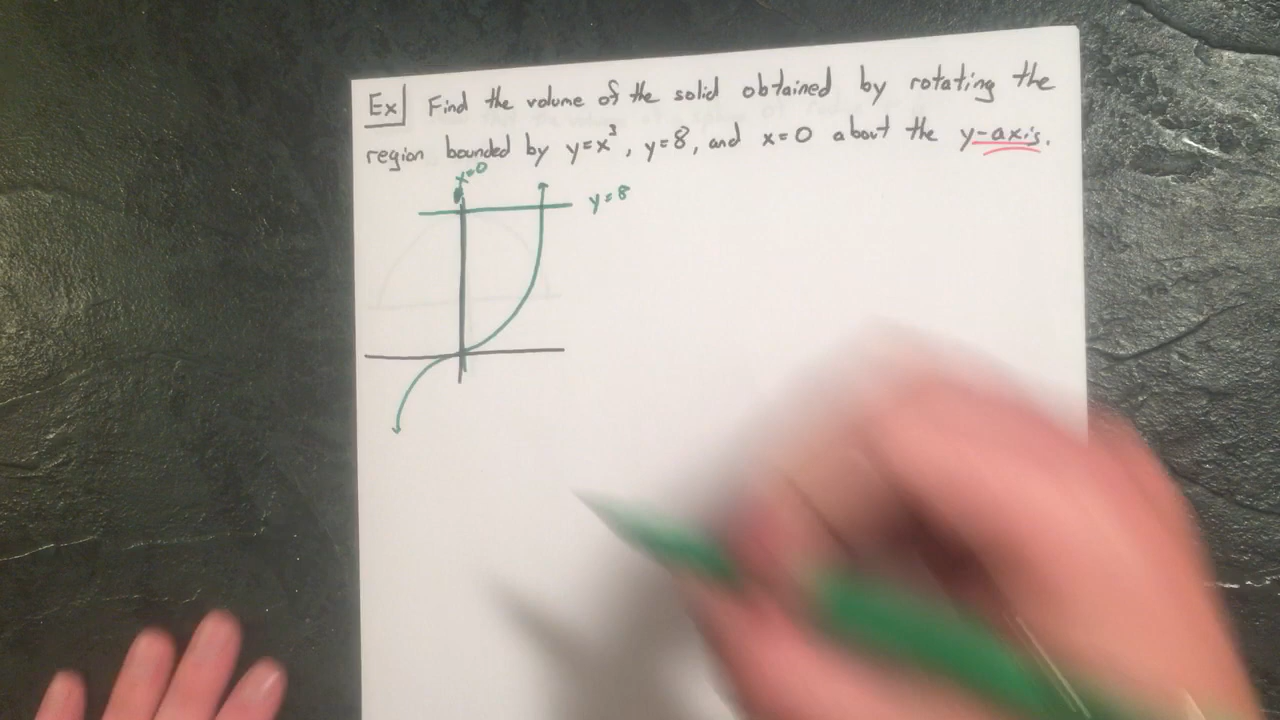 Ex Find the volume of the solid obtained by rotating the
region bounded by y=x³, y=8, and x=0 about the y-axis.
x=0
y=8